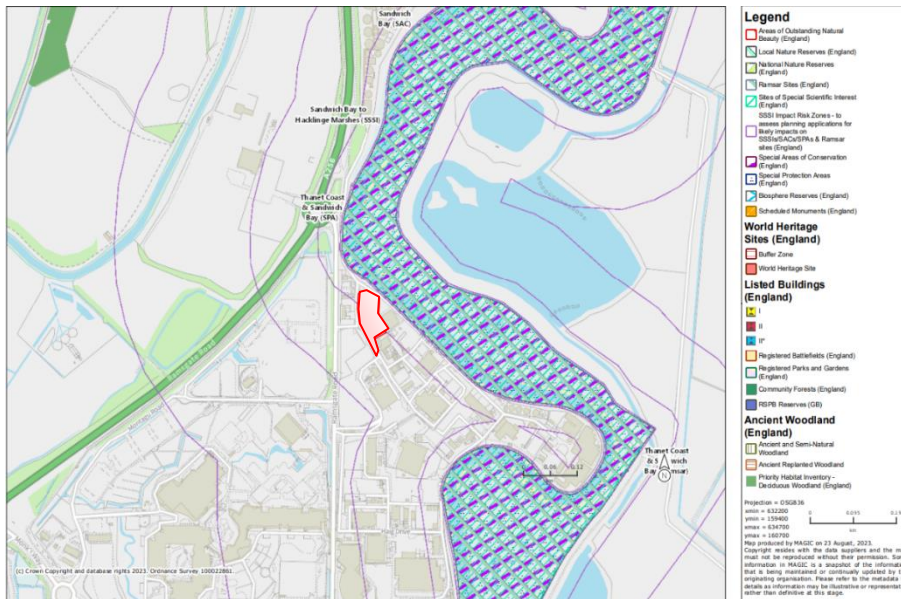 Sandwich
Bay (SAC)
Sandwich Bay to
Hacklinge Marshes (SSSI)
A256
Thanet Coast
& Sandwich
Bay (SPA)
Ramsgate Road
Thanet Coast
& S wich
Bay msar)
0.06 0.12
N
(c) Crown Copyright and database rights 2023. Ordnance Survey 100022861.
Legend
Areas of Outstanding Natural
Beauty (England)
Local Nature Reserves (England)
National Nature Reserves
(England)
Ramsar Sites (England)
Sites of Special Scientific Interest
(England)
SSSI Impact Risk Zones - to
assess planning applications for
likely impacts on
SSSIs/SACs/SPAs & Ramsar
sites (England)
Special Areas of Conservation
(England)
Special Protection Areas
(England)
Biosphere Reserves (England)
Scheduled Monuments (England)
World Heritage
Sites (England)
Buffer Zone
World Heritage Site
Listed Buildings
(England)
I
II
II*
Registered Battlefields (England)
Registered Parks and Gardens
(England)
Community Forests (England)
RSPB Reserves (GB)
Ancient Woodland
(England)
Ancient and Semi-Natural
Woodland
Ancient Replanted Woodland
Priority Habitat Inventory -
Deciduous Woodland (England)
Projection = OSGB36
xmin = 632200
ymin = 159400
xmax = 634700
ymax = 160700
0 0.095 0.19
km
Map produced by MAGIC on 23 August, 2023.
Copyright resides with the data suppliers and the m
must not be reproduced without their permission. So
information in MAGIC is a snapshot of the informat
that is being maintained or continually updated by t
originating organisation. Please refer to the metadata
details as information may be illustrative or representat
rather than definitive at this stage.